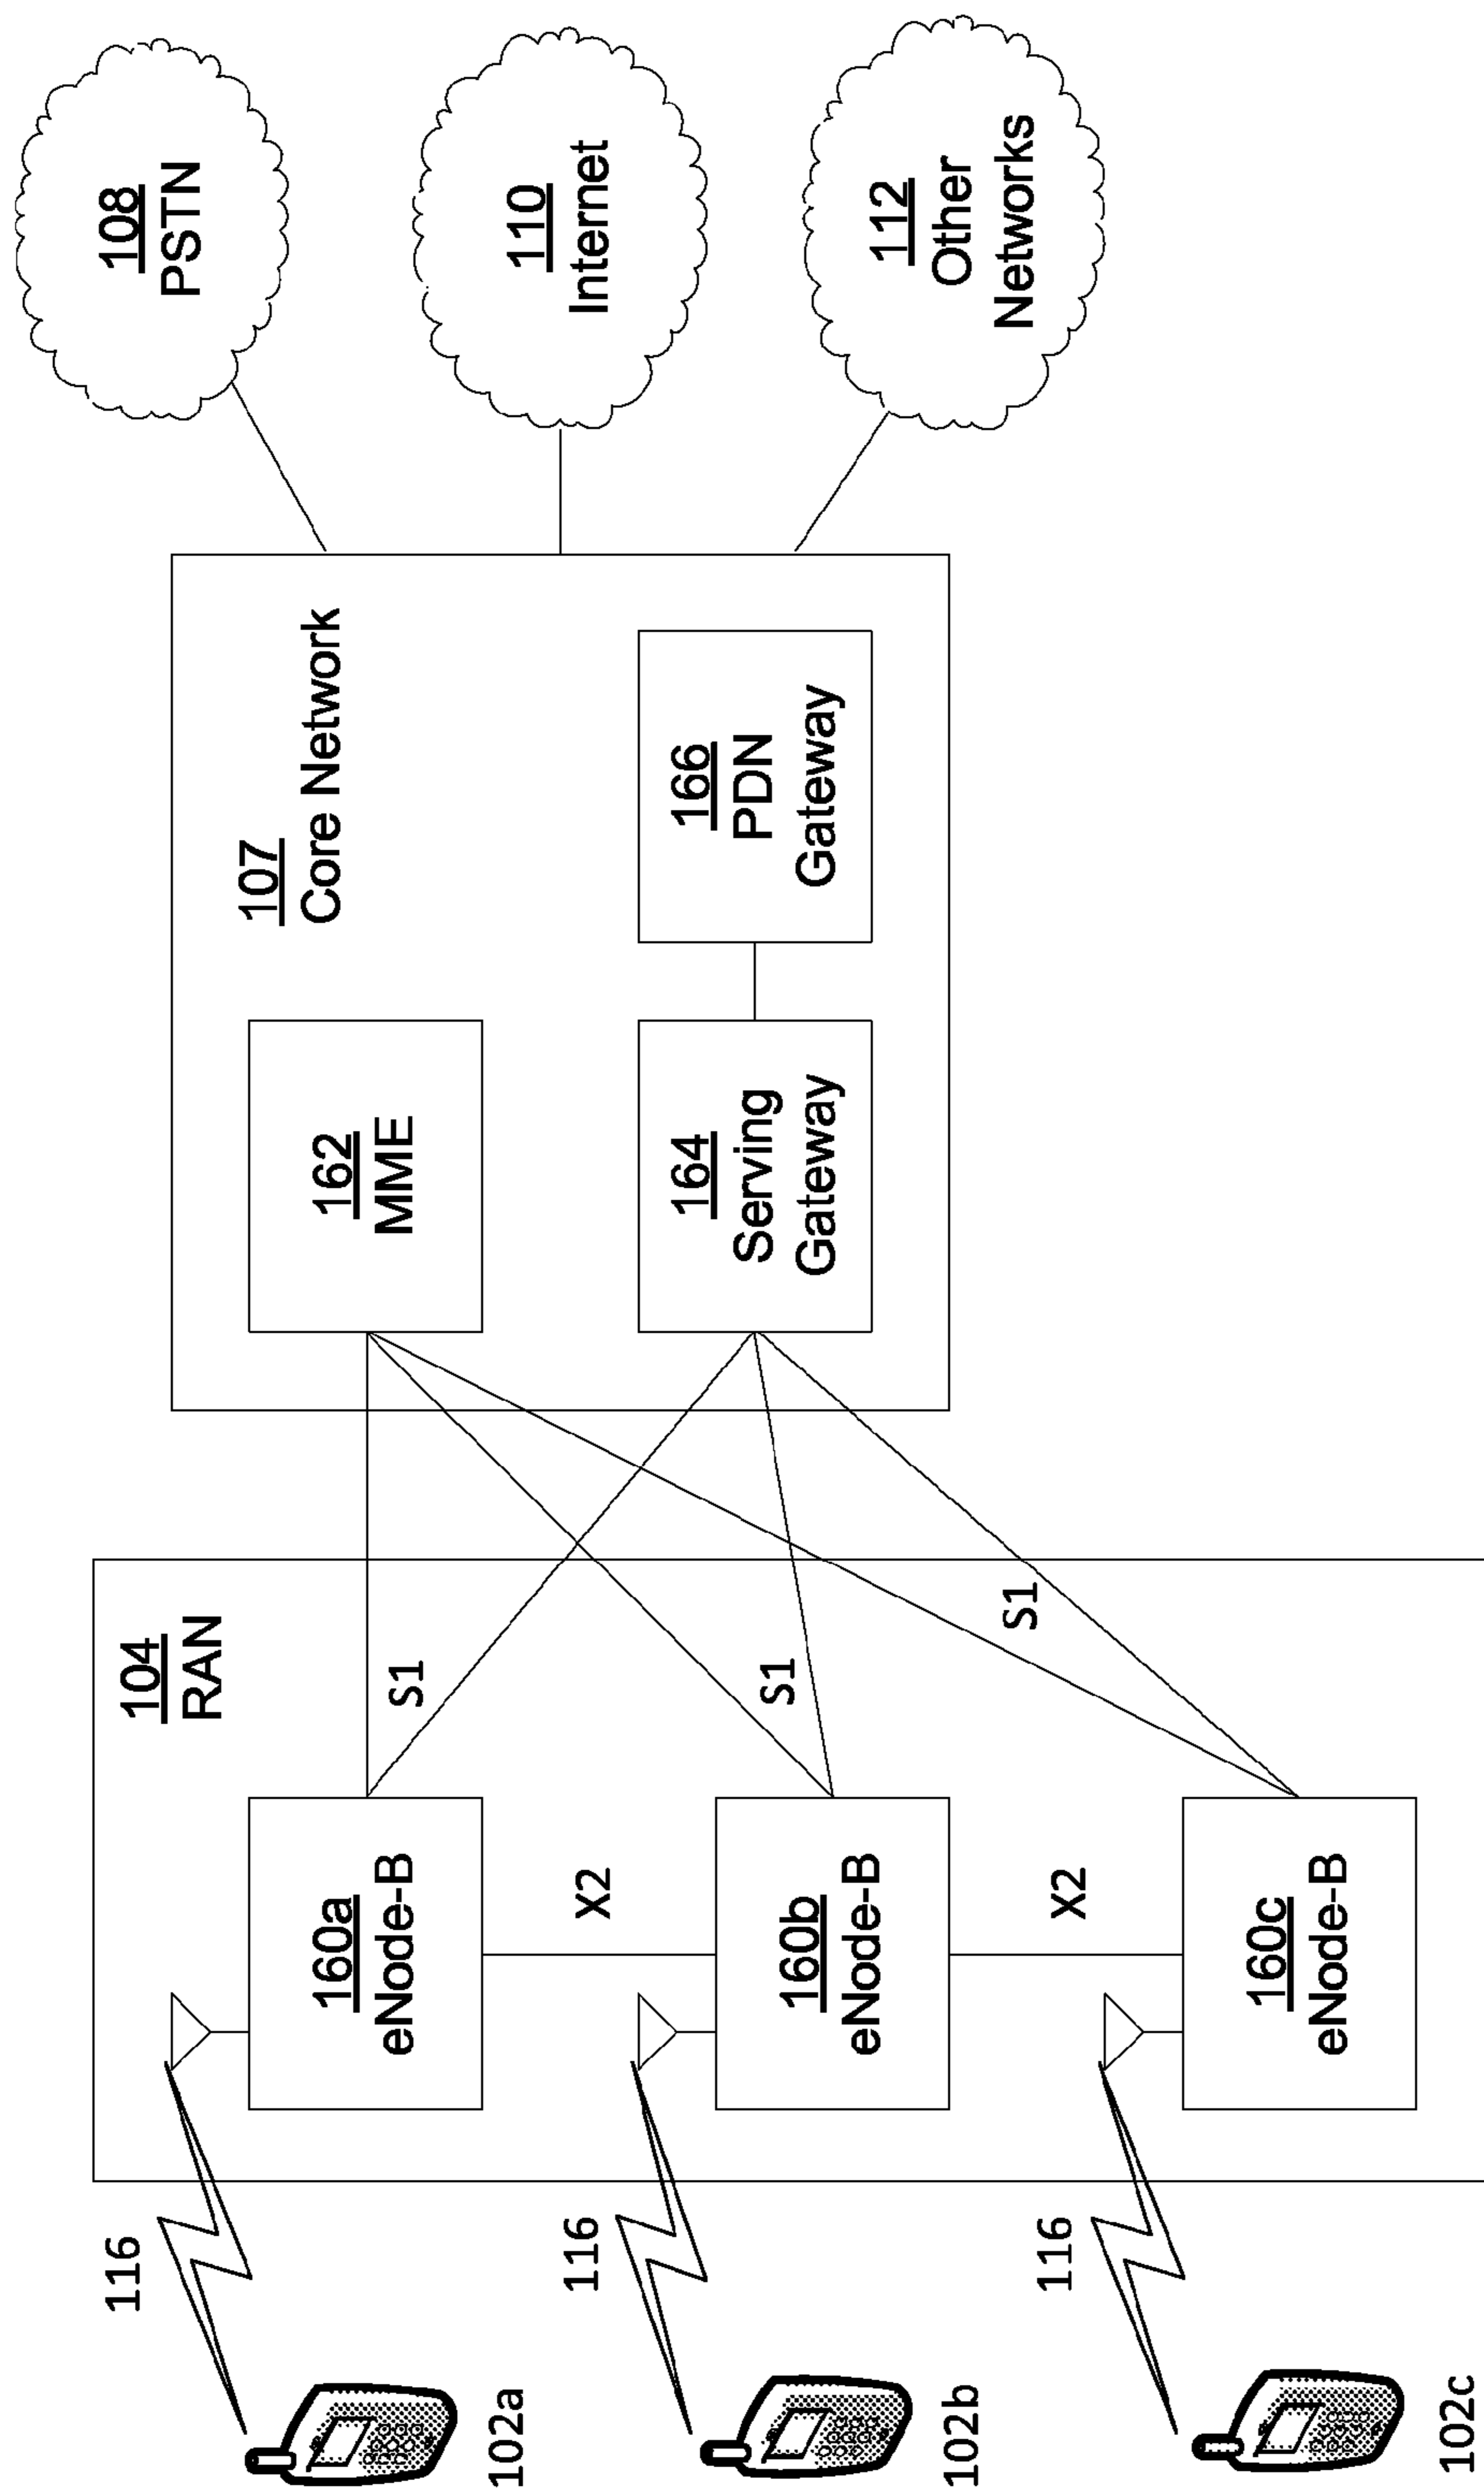 104
RAN
107
Core Network
108
PSTN
116
102a
160a
eNode-B
S1
162
MME
X2
110
Internet
116
102b
160b
eNode-B
S1
164
Serving
Gateway
166
PDN
Gateway
X2
S1
112
Other
Networks
116
102c
160c
eNode-B